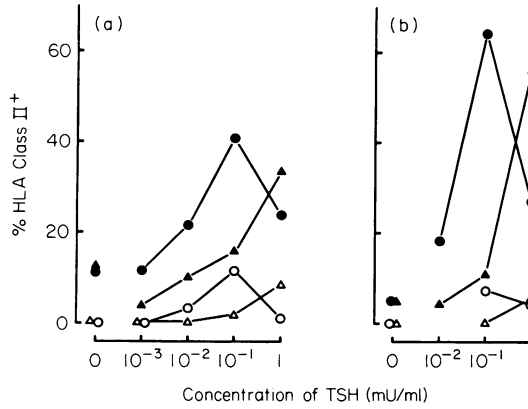 (a)
(b)
60
40
20
0
% HLA Class II⁺
0 10⁻³ 10⁻² 10⁻¹ 1
0 10⁻² 10⁻¹
Concentration of TSH (mU/ml)